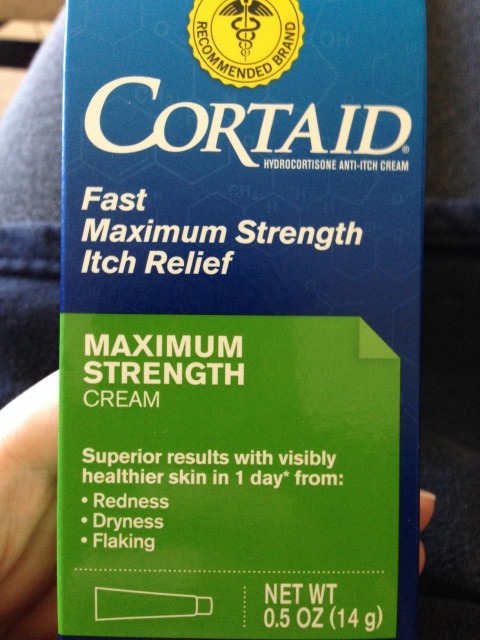 RECOMMENDED BRAND
CORTAID®
HYDROCORTISONE ANTI-ITCH CREAM
Fast
Maximum Strength
Itch Relief
MAXIMUM
STRENGTH
CREAM
Superior results with visibly
healthier skin in 1 day* from:
• Redness
• Dryness
• Flaking
NET WT
0.5 OZ (14 g)